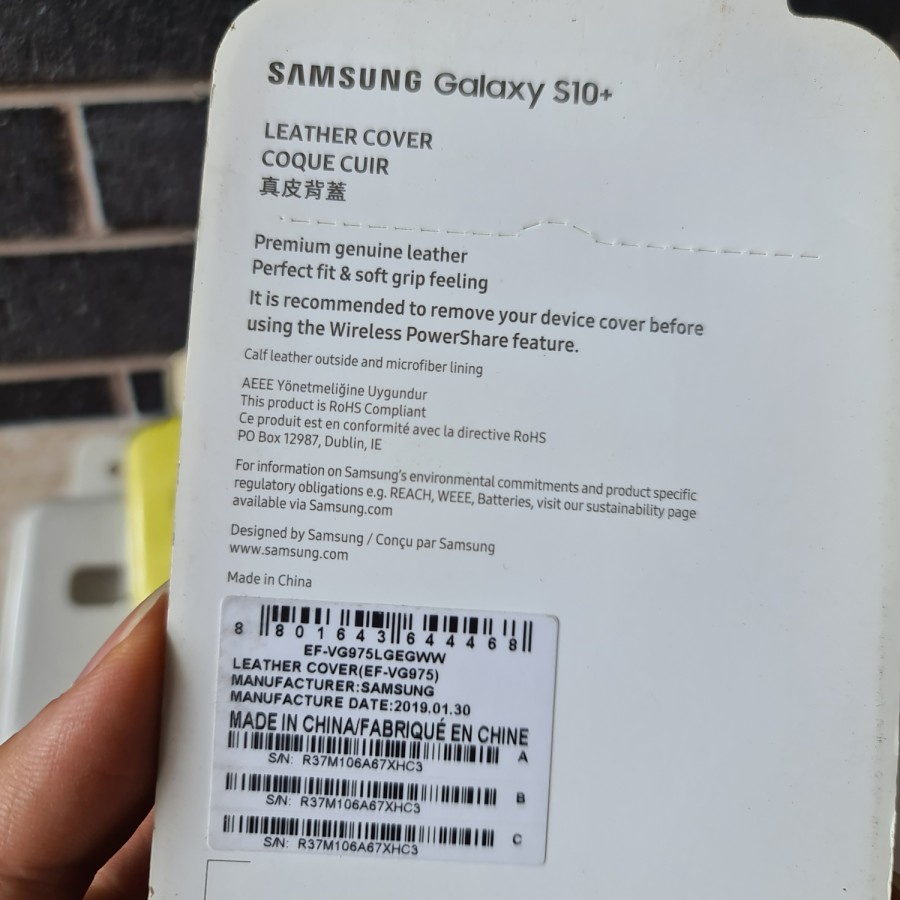 SAMSUNG Galaxy S10+
LEATHER COVER
COQUE CUIR
真皮背蓋
Premium genuine leather
Perfect fit & soft grip feeling
It is recommended to remove your device cover before
using the Wireless PowerShare feature.
Calf leather outside and microfiber lining
AEEE Yönetmeliğine Uygundur
This product is RoHS Compliant
Ce produit est en conformité avec la directive RoHS
PO Box 12987, Dublin, IE
For information on Samsung's environmental commitments and product specific
regulatory obligations e.g. REACH, WEEE, Batteries, visit our sustainability page
available via Samsung.com
Designed by Samsung / Conçu par Samsung
www.samsung.com
Made in China
8 801643 644468
EF-VG975LGEGWW
LEATHER COVER(EF-VG975)
MANUFACTURER:SAMSUNG
MANUFACTURE DATE:2019.01.30
MADE IN CHINA/FABRIQUÉ EN CHINE
A
S/N: R37M106A67XHC3
B
S/N: R37M106A67XHC3
C
S/N: R37M106A67XHC3